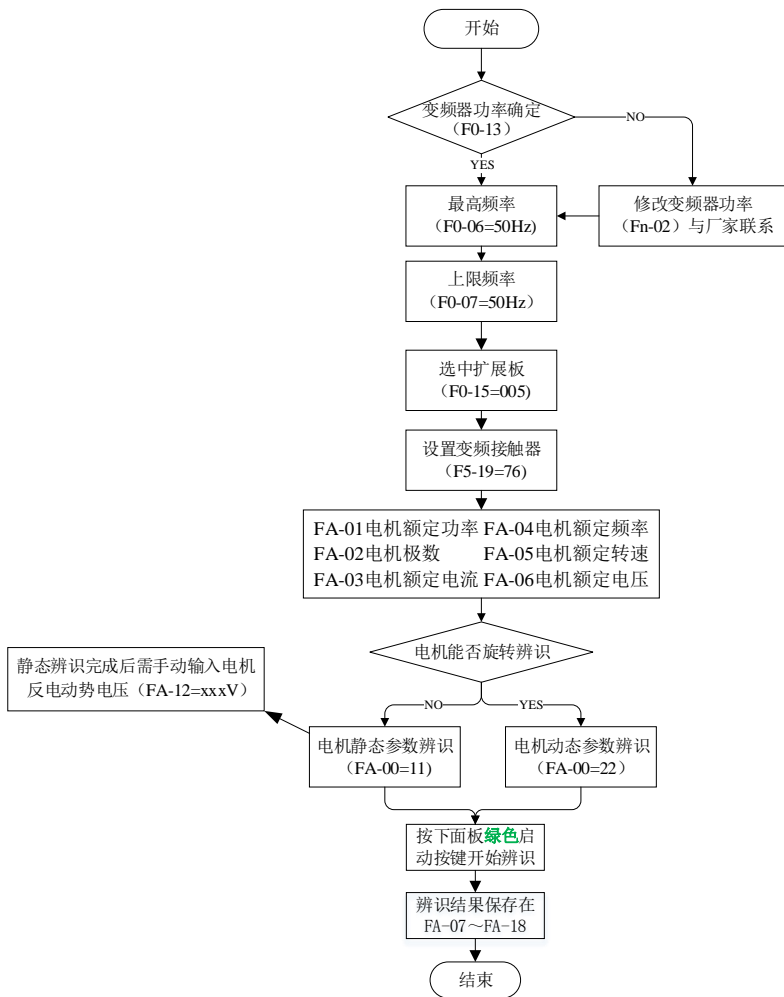 开始
变频器功率确定
（F0-13）
NO
YES
最高频率
（F0-06=50Hz)
修改变频器功率
（Fn-02）与厂家联系
上限频率
（F0-07=50Hz）
选中扩展板
（F0-15=005)
设置变频接触器
（F5-19=76)
FA-01电机额定功率 FA-04电机额定频率
FA-02电机极数 FA-05电机额定转速
FA-03电机额定电流 FA-06电机额定电压
电机能否旋转辨识
静态辨识完成后需手动输入电机
反电动势电压（FA-12=xxxV）
NO
YES
电机静态参数辨识
（FA-00=11)
电机动态参数辨识
（FA-00=22）
按下面板绿色启
动按键开始辨识
辨识结果保存在
FA-07～FA-18
结束